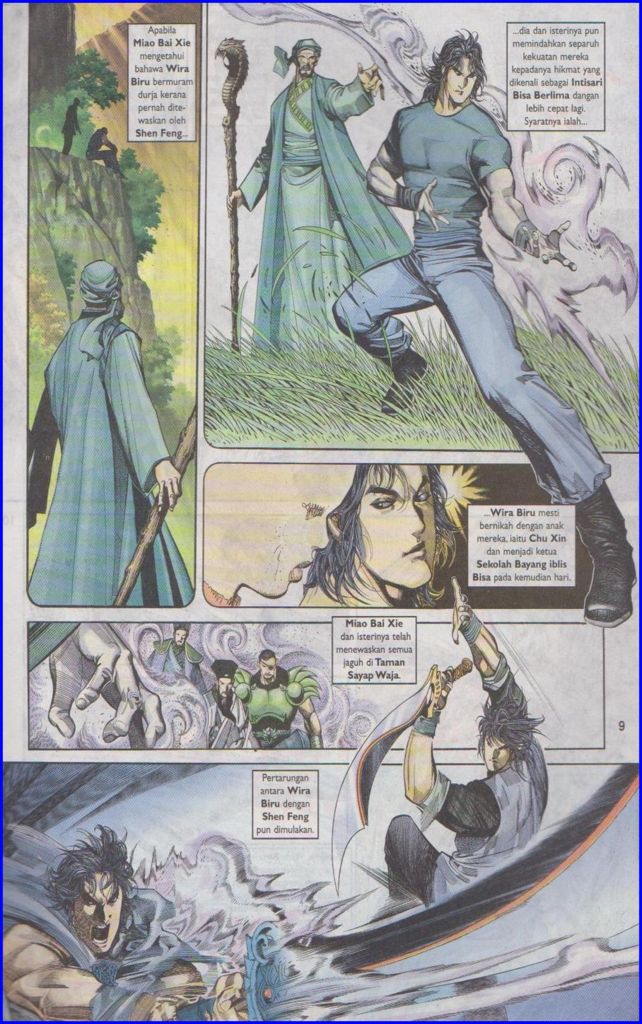 Apabila
Miao Bai Xie
mengetahui
bahawa Wira
Biru bermuram
durja kerana
pernah dite-
waskan oleh
Shen Feng...
...dia dan isterinya pun
memindahkan separuh
kekuatan mereka
kepadanya hikmat yang
dikenali sebagai Intisari
Bisa Berlima dangan
lebih cepat lagi.
Syaratnya ialah...
...Wira Biru mesti
bernikah dengan anak
mereka, iaitu Chu Xin
dan menjadi ketua
Sekolah Bayang iblis
Bisa pada kemudian hari.
Miao Bai Xie
dan isterinya telah
menewaskan semua
jaguh di Taman
Sayap Waja.
9
Pertarungan
antara Wira
Biru dengan
Shen Feng
pun dimulakan.